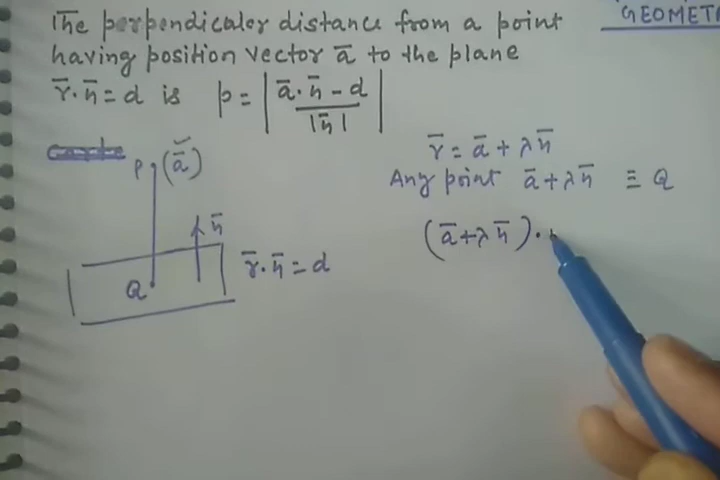 The perpendicular distance from a point
having position vector a̅ to the plane
r̅ . n̅ = d is p = | a̅ . n̅ - d / |n̅| |
GEOMET
P (a̅)
n̅
r̅ . n̅ = d
Q
r̅ = a̅ + λn̅
Any point a̅ + λn̅ ≡ Q
(a̅ + λn̅) .